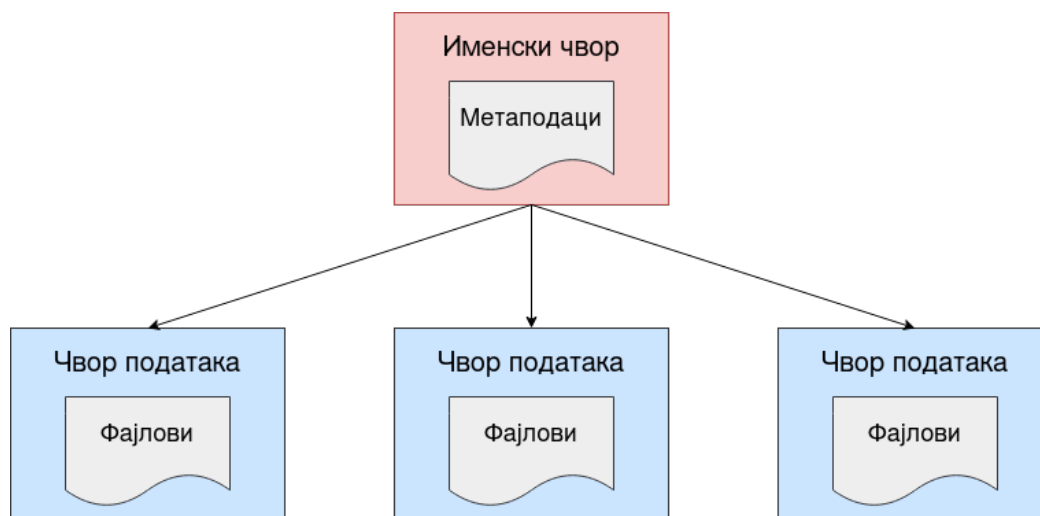 Именски чвор
Метаподаци
Чвор података
Чвор података
Чвор података
Фајлови
Фајлови
Фајлови